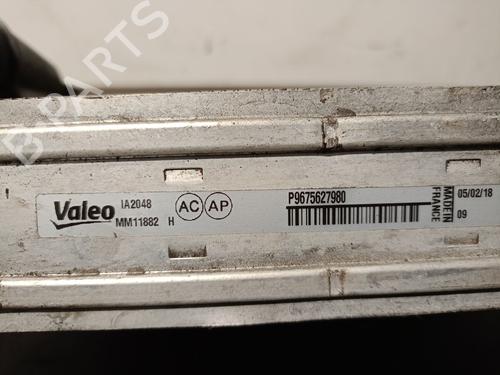 B-PARTS
Valeo
IA2048
MM11882 H
AC AP
P9675627980
MADE IN
FRANCE
05/02/18
09